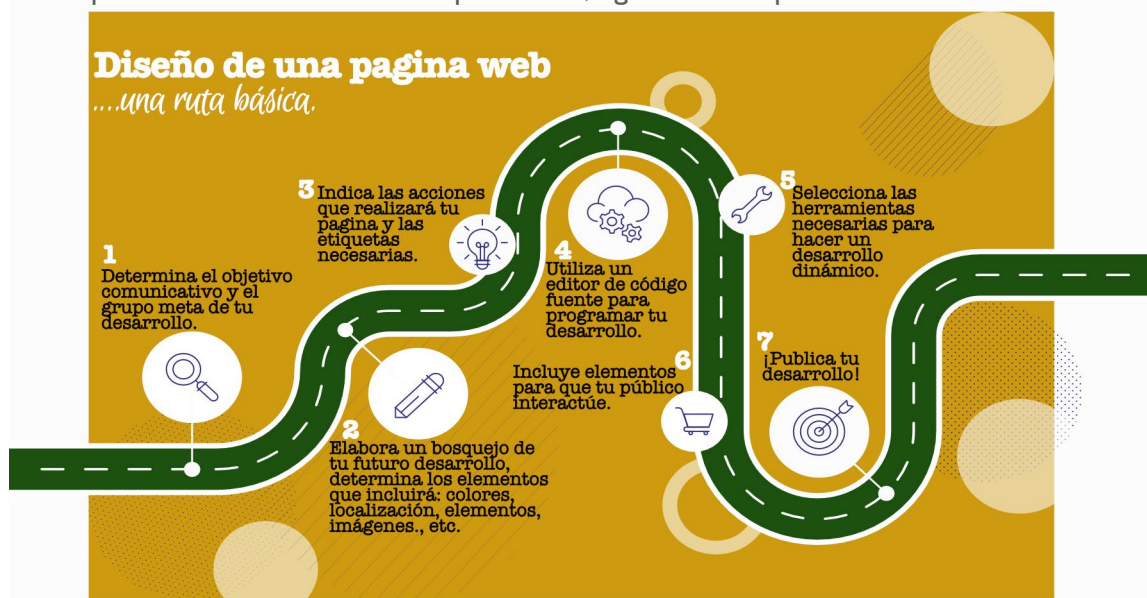 Diseño de una pagina web
....una ruta básica.
1
Determina el objetivo
comunicativo y el
grupo meta de tu
desarrollo.
2
Elabora un bosquejo de
tu futuro desarrollo,
determina los elementos
que incluirá: colores,
localización, elementos,
imágenes., etc.
3 Indica las acciones
que realizará tu
pagina y las
etiquetas
necesarias.
4
Utiliza un
editor de código
fuente para
programar tu
desarrollo.
5
Selecciona las
herramientas
necesarias para
hacer un
desarrollo
dinámico.
6
Incluye elementos
para que tu público
interactúe.
7
¡Publica tu
desarrollo!